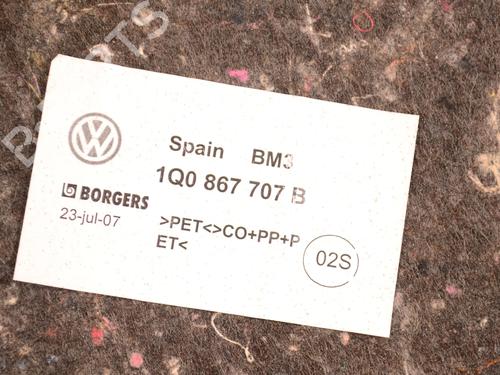 Spain BM3
1Q0 867 707 B
BORGERS
23-jul-07
>PET<>CO+PP+P
ET<
02S